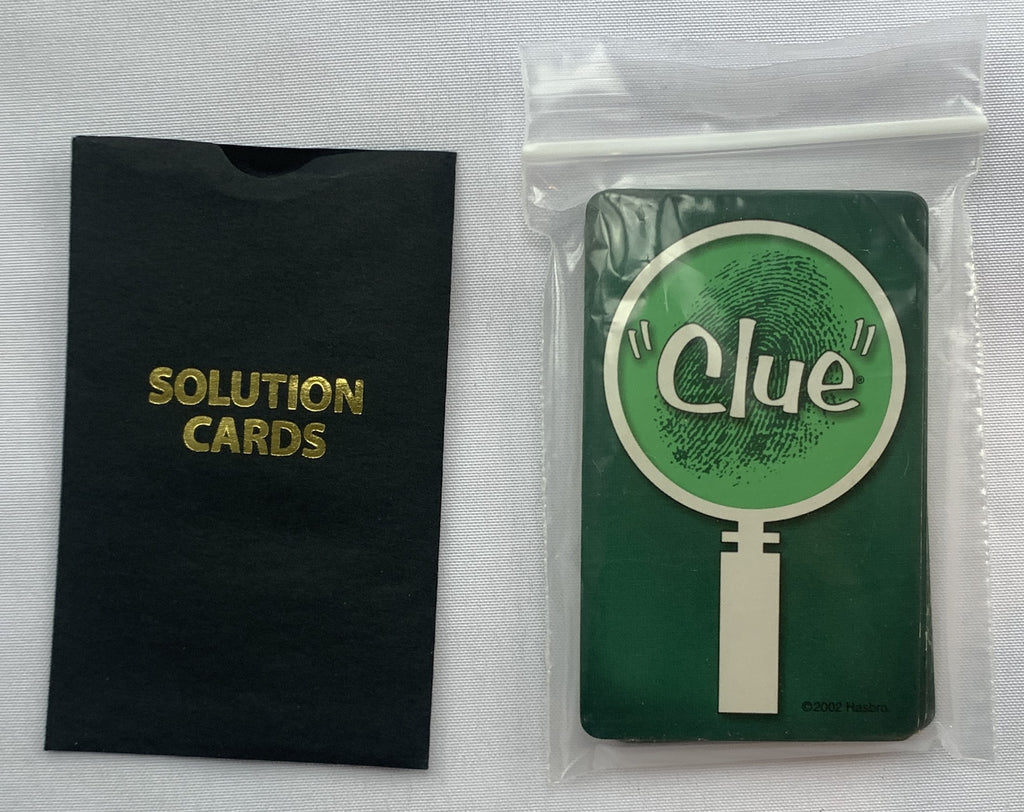 SOLUTION
CARDS
"Clue"®
©2002 Hasbro.